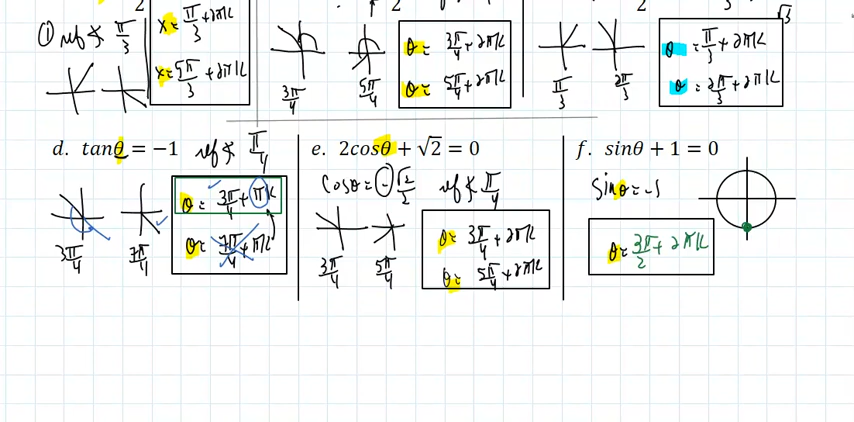 ① ref ∡ π/3
x = π/3 + 2πk
x = 5π/3 + 2πk
3π/4 5π/4
θ = 3π/4 + 2πk
θ = 5π/4 + 2πk
π/3 2π/3
θ = π/3 + 2πk
θ = 2π/3 + 2πk
√3
d. tanθ = −1 ref ∡ π/4
3π/4 7π/4
θ = 3π/4 + πk
θ = 7π/4 + πk
e. 2cosθ + √2 = 0
cosθ = −√2/2 ref ∡ π/4
3π/4 5π/4
θ = 3π/4 + 2πk
θ = 5π/4 + 2πk
f. sinθ + 1 = 0
sinθ = −1
θ = 3π/2 + 2πk